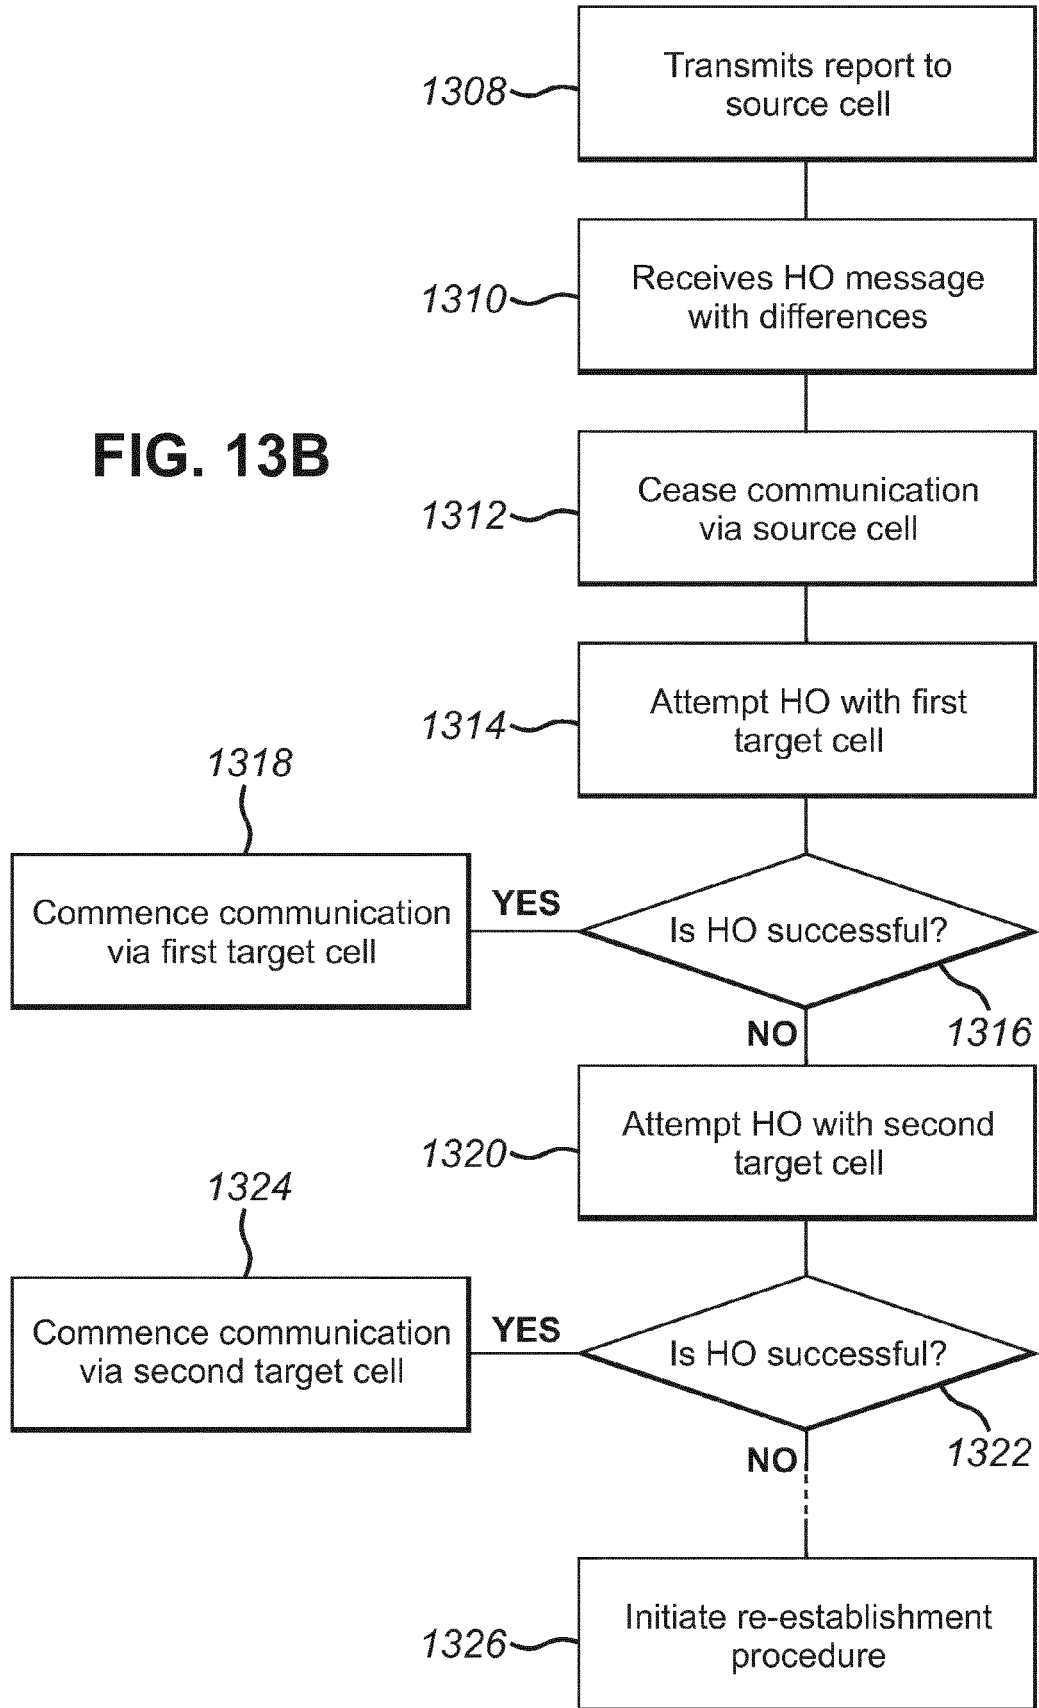 Transmits report to
source cell
1308
Receives HO message
with differences
1310
FIG. 13B
Cease communication
via source cell
1312
Attempt HO with first
target cell
1314
1318
Commence communication
via first target cell
YES
Is HO successful?
1316
NO
Attempt HO with second
target cell
1320
1324
Commence communication
via second target cell
YES
Is HO successful?
1322
NO
Initiate re-establishment
procedure
1326